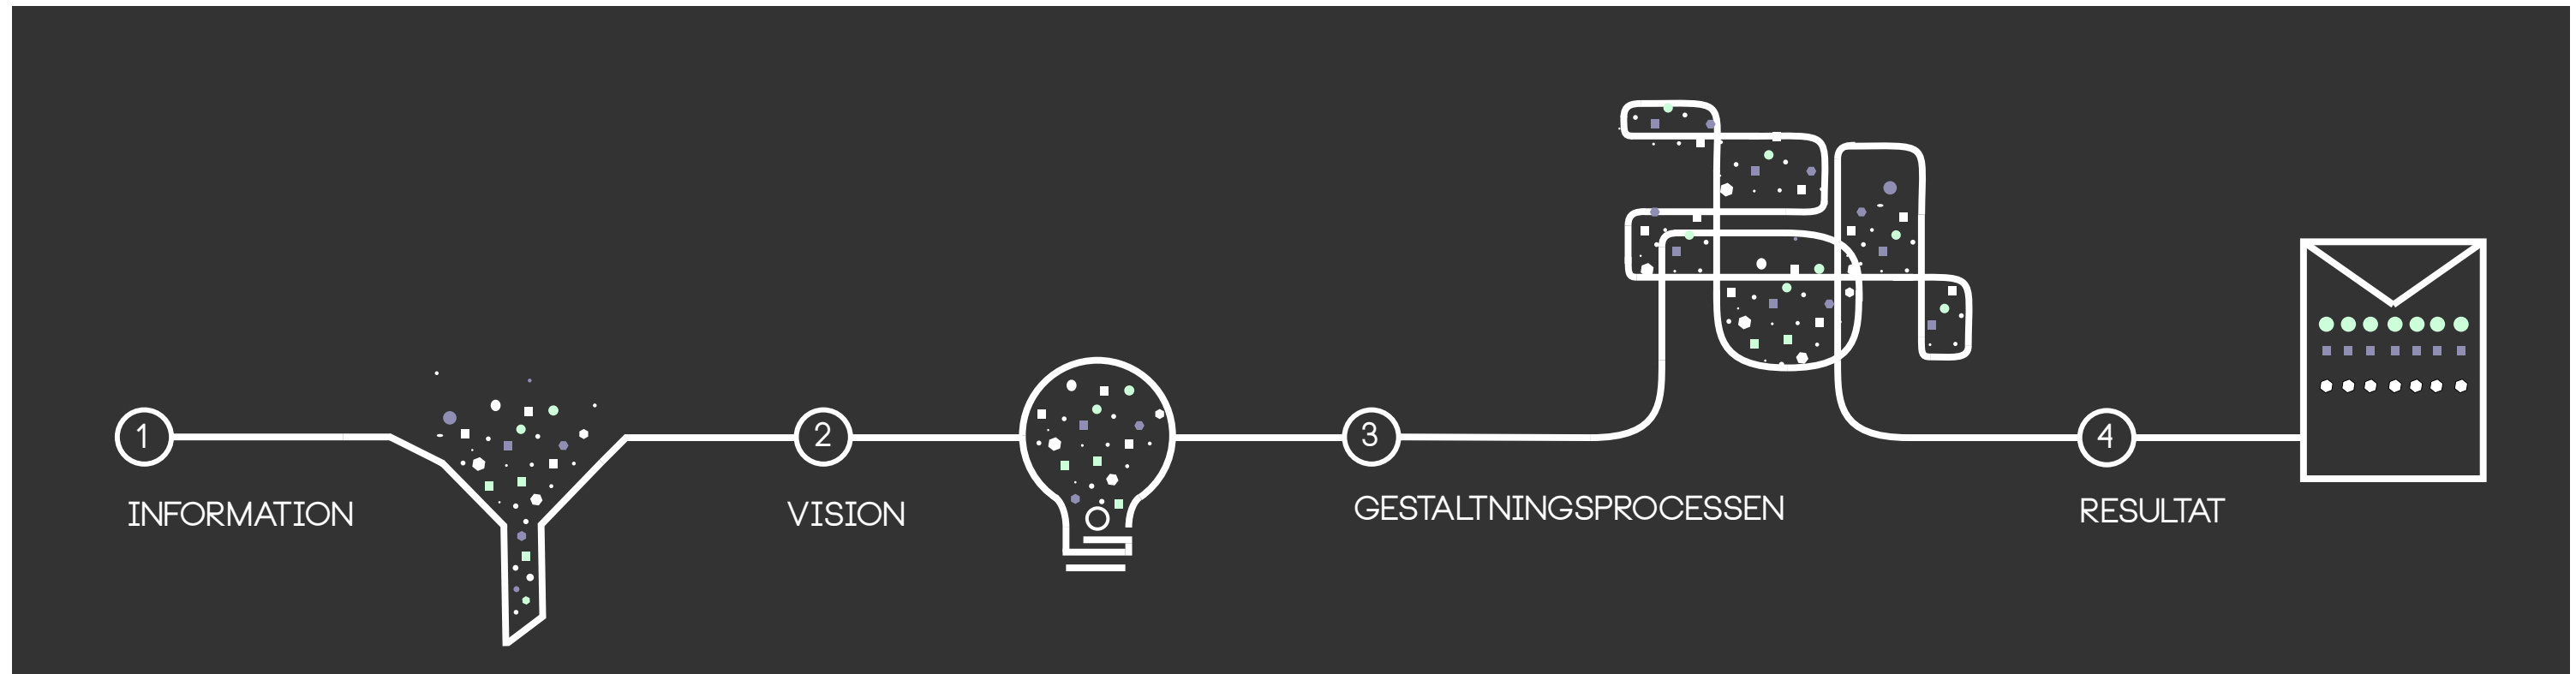 1
INFORMATION
2
VISION
3
GESTALTNINGSPROCESSEN
4
RESULTAT